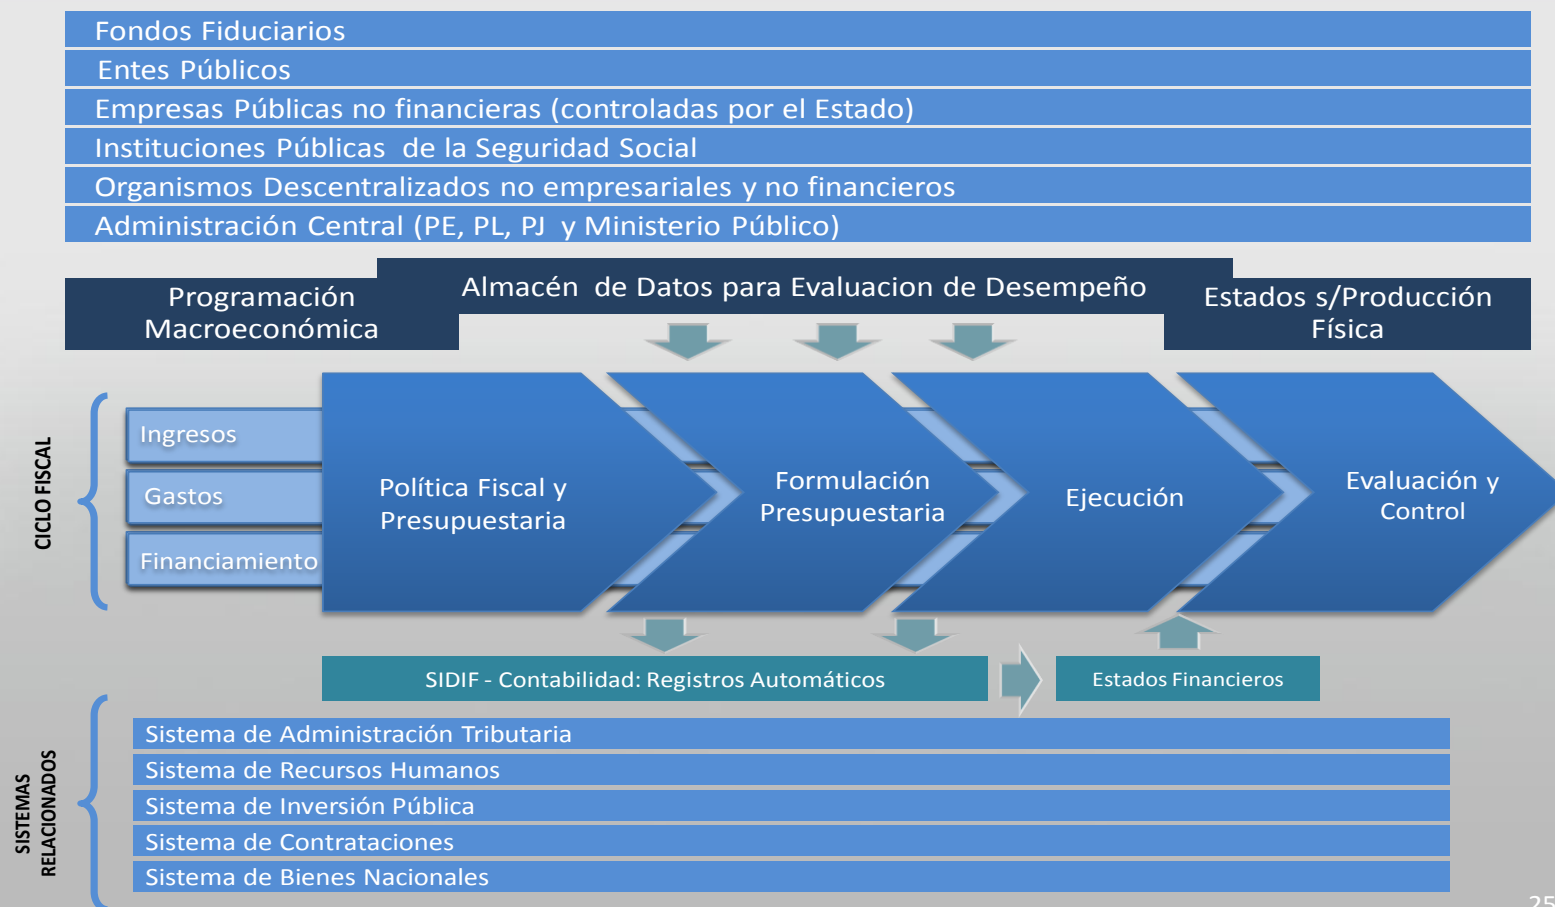 Fondos Fiduciarios
Entes Públicos
Empresas Públicas no financieras (controladas por el Estado)
Instituciones Públicas de la Seguridad Social
Organismos Descentralizados no empresariales y no financieros
Administración Central (PE, PL, PJ y Ministerio Público)
Programación
Macroeconómica
Almacén de Datos para Evaluacion de Desempeño
Estados s/Producción
Física
CICLO FISCAL
Ingresos
Gastos
Financiamiento
Política Fiscal y
Presupuestaria
Formulación
Presupuestaria
Ejecución
Evaluación y
Control
SIDIF - Contabilidad: Registros Automáticos
Estados Financieros
SISTEMAS
RELACIONADOS
Sistema de Administración Tributaria
Sistema de Recursos Humanos
Sistema de Inversión Pública
Sistema de Contrataciones
Sistema de Bienes Nacionales
25